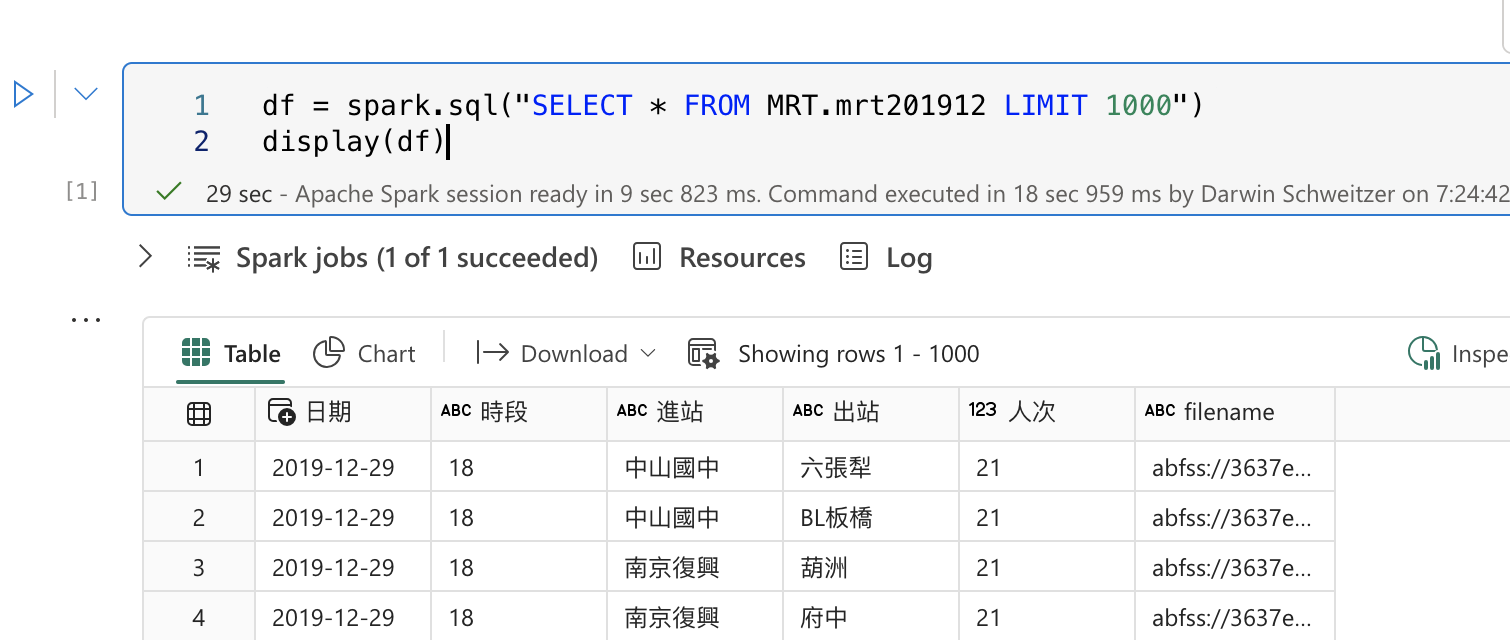 1 df = spark.sql("SELECT * FROM MRT.mrt201912 LIMIT 1000")
2 display(df)
[1] 29 sec - Apache Spark session ready in 9 sec 823 ms. Command executed in 18 sec 959 ms by Darwin Schweitzer on 7:24:42
Spark jobs (1 of 1 succeeded) Resources Log
...
Table Chart Download Showing rows 1 - 1000 Inspe
日期 ABC 時段 ABC 進站 ABC 出站 123 人次 ABC filename
1 2019-12-29 18 中山國中 六張犁 21 abfss://3637e...
2 2019-12-29 18 中山國中 BL板橋 21 abfss://3637e...
3 2019-12-29 18 南京復興 葫洲 21 abfss://3637e...
4 2019-12-29 18 南京復興 府中 21 abfss://3637e...